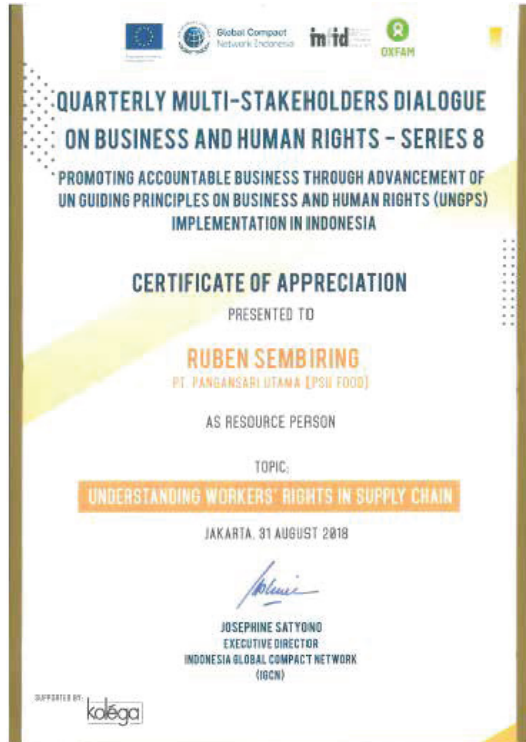 Global Compact
Network Indonesia
infid
OXFAM
QUARTERLY MULTI-STAKEHOLDERS DIALOGUE
ON BUSINESS AND HUMAN RIGHTS - SERIES 8
PROMOTING ACCOUNTABLE BUSINESS THROUGH ADVANCEMENT OF
UN GUIDING PRINCIPLES ON BUSINESS AND HUMAN RIGHTS (UNGPS)
IMPLEMENTATION IN INDONESIA
CERTIFICATE OF APPRECIATION
PRESENTED TO
RUBEN SEMBIRING
PT. PANGANSARI UTAMA (PSU FOOD)
AS RESOURCE PERSON
TOPIC:
UNDERSTANDING WORKERS' RIGHTS IN SUPPLY CHAIN
JAKARTA, 31 AUGUST 2018
JOSEPHINE SATYONO
EXECUTIVE DIRECTOR
INDONESIA GLOBAL COMPACT NETWORK
(IGCN)
SUPPORTED BY:
koléga